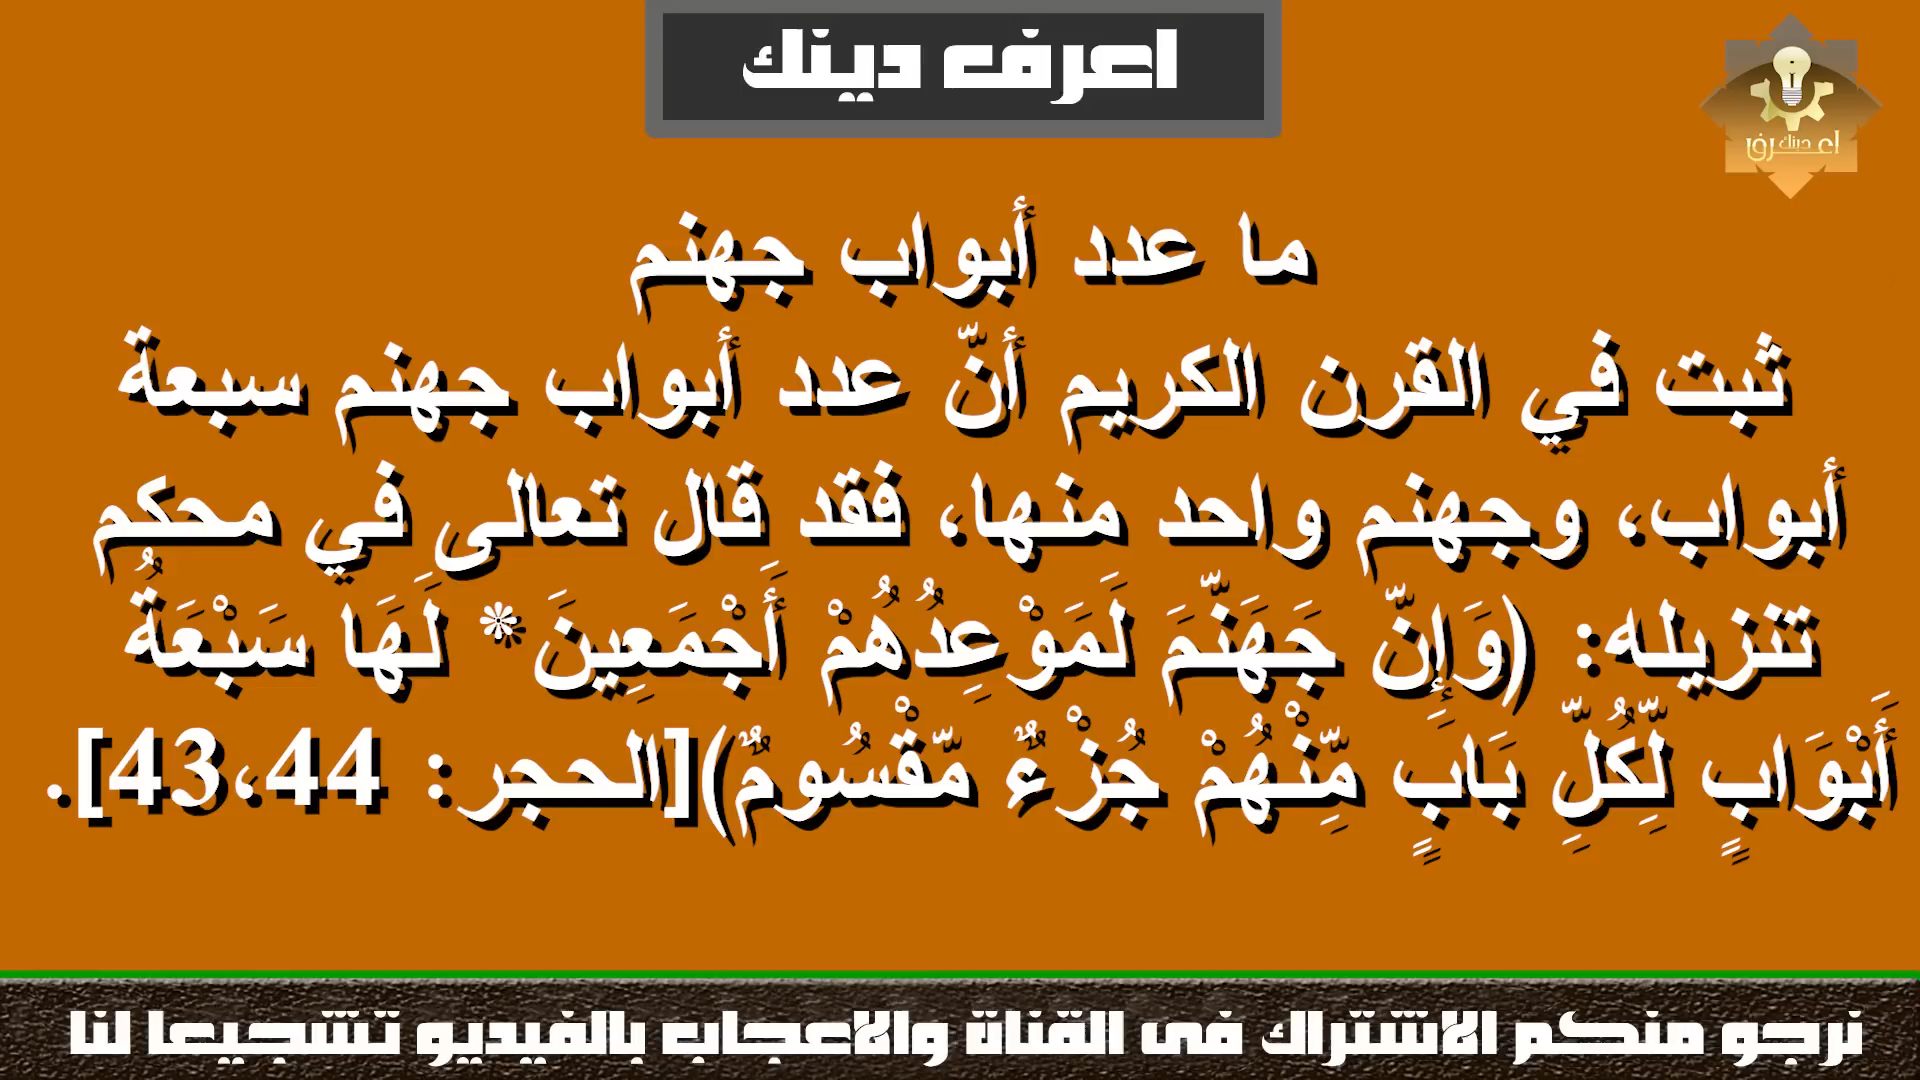 اعرف دينك
اعرف دينك
ما عدد أبواب جهنم
ثبت في القرن الكريم أنّ عدد أبواب جهنم سبعة
أبواب، وجهنم واحد منها، فقد قال تعالى في محكم
تنزيله: (وَإِنَّ جَهَنَّمَ لَمَوْعِدُهُمْ أَجْمَعِينَ* لَهَا سَبْعَةُ
أَبْوَابٍ لِّكُلِّ بَابٍ مِّنْهُمْ جُزْءٌ مَّقْسُومٌ)[الحجر: 43،44].
نرجو منكم الاشتراك فى القناة والاعجاب بالفيديو تشجيعا لنا